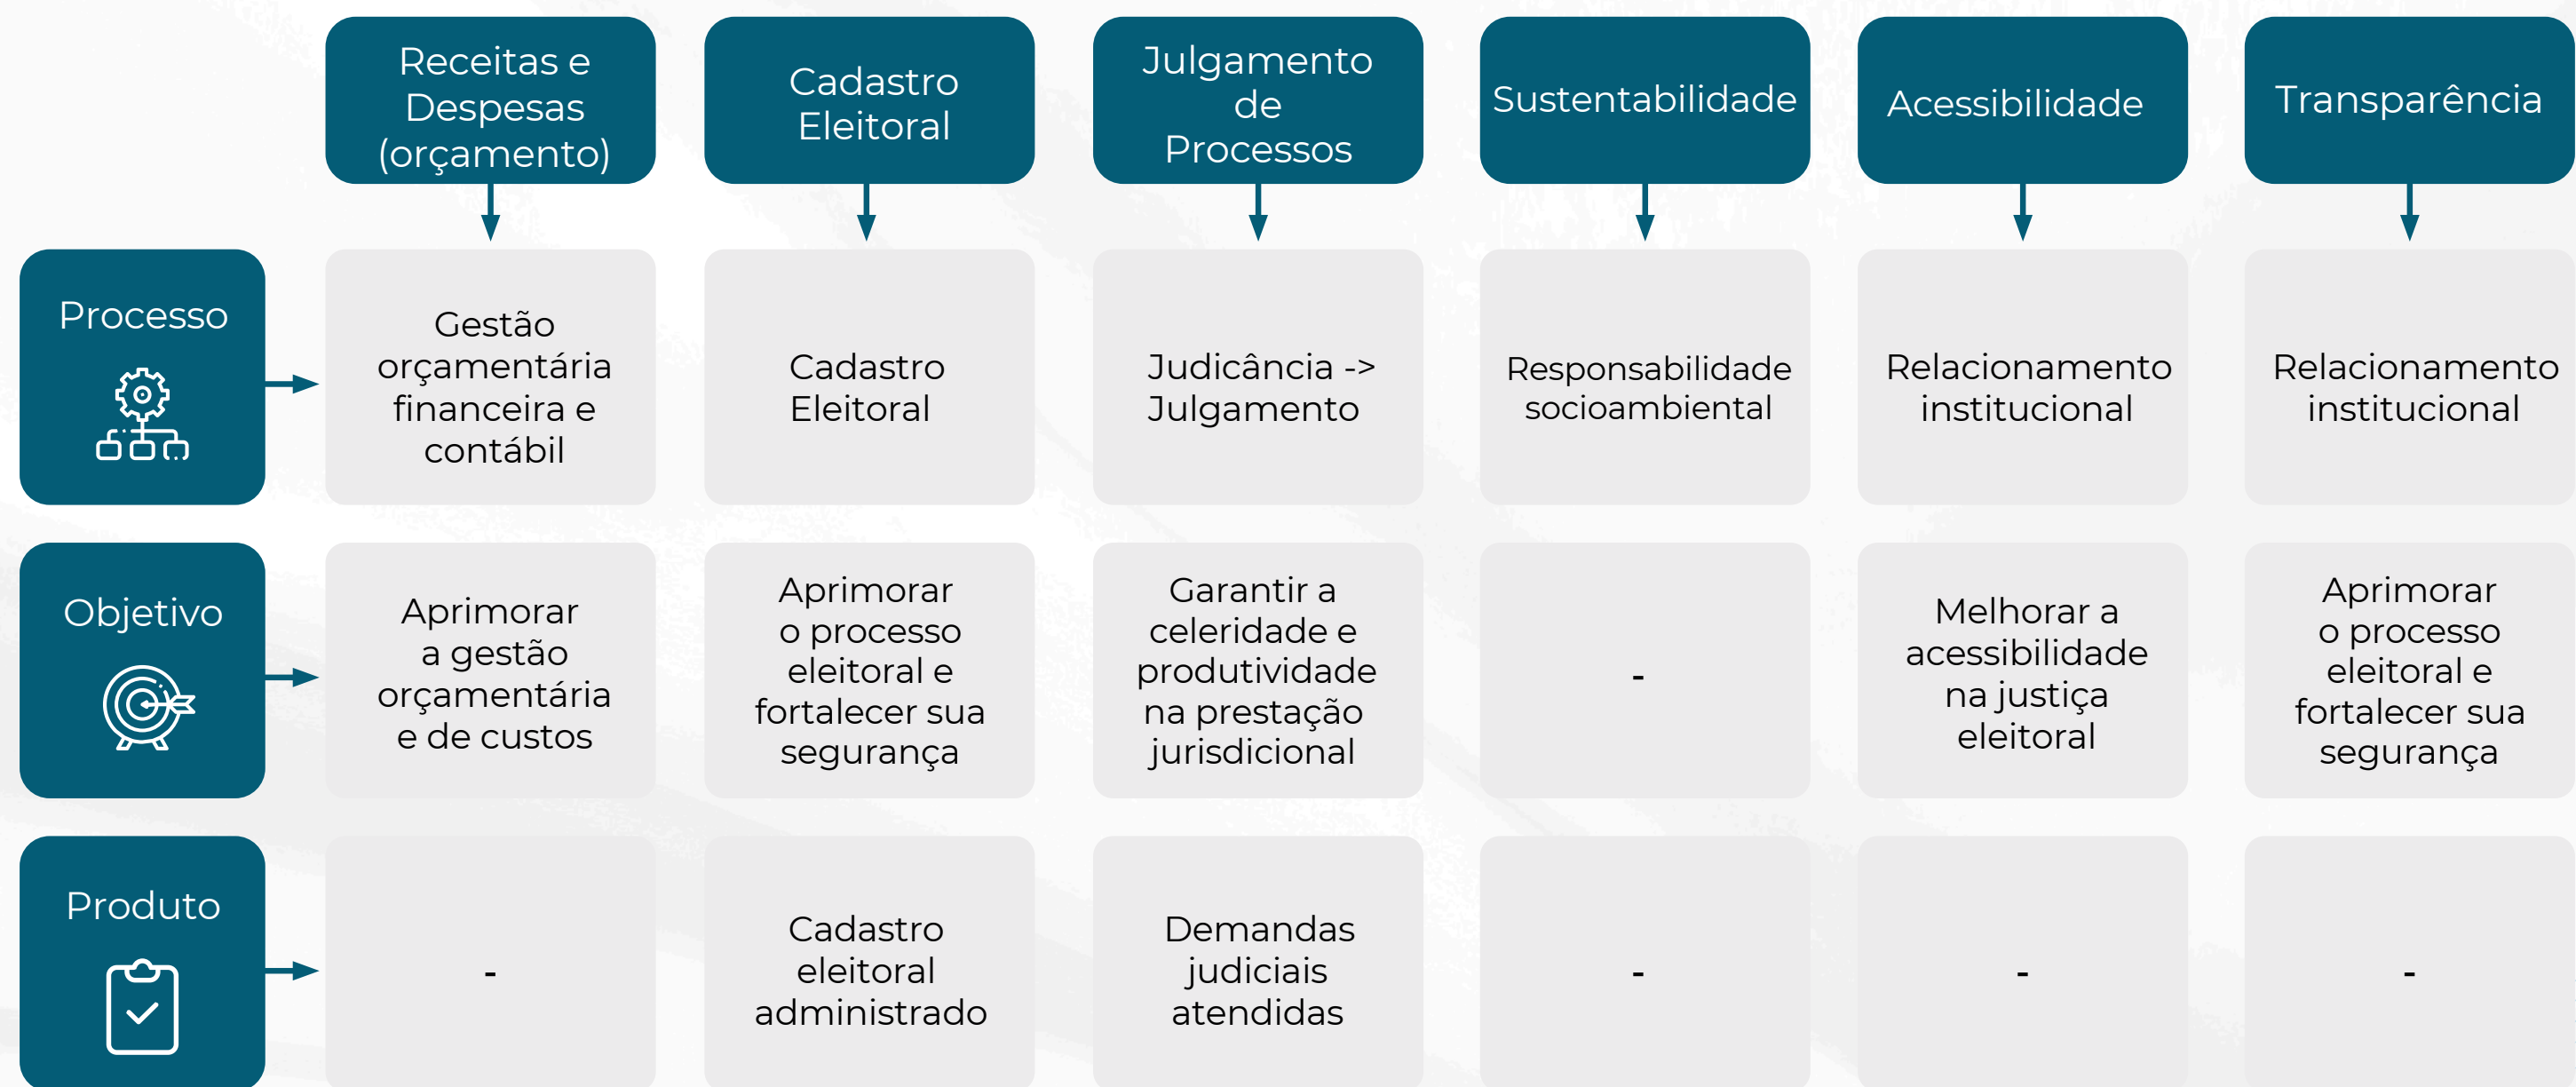 Receitas e
Despesas
(orçamento)
Cadastro
Eleitoral
Julgamento
de
Processos
Sustentabilidade
Acessibilidade
Transparência
Processo
Gestão
orçamentária
financeira e
contábil
Cadastro
Eleitoral
Judicância ->
Julgamento
Responsabilidade
socioambiental
Relacionamento
institucional
Relacionamento
institucional
Objetivo
Aprimorar
a gestão
orçamentária
e de custos
Aprimorar
o processo
eleitoral e
fortalecer sua
segurança
Garantir a
celeridade e
produtividade
na prestação
jurisdicional
-
Melhorar a
acessibilidade
na justiça
eleitoral
Aprimorar
o processo
eleitoral e
fortalecer sua
segurança
Produto
-
Cadastro
eleitoral
administrado
Demandas
judiciais
atendidas
-
-
-